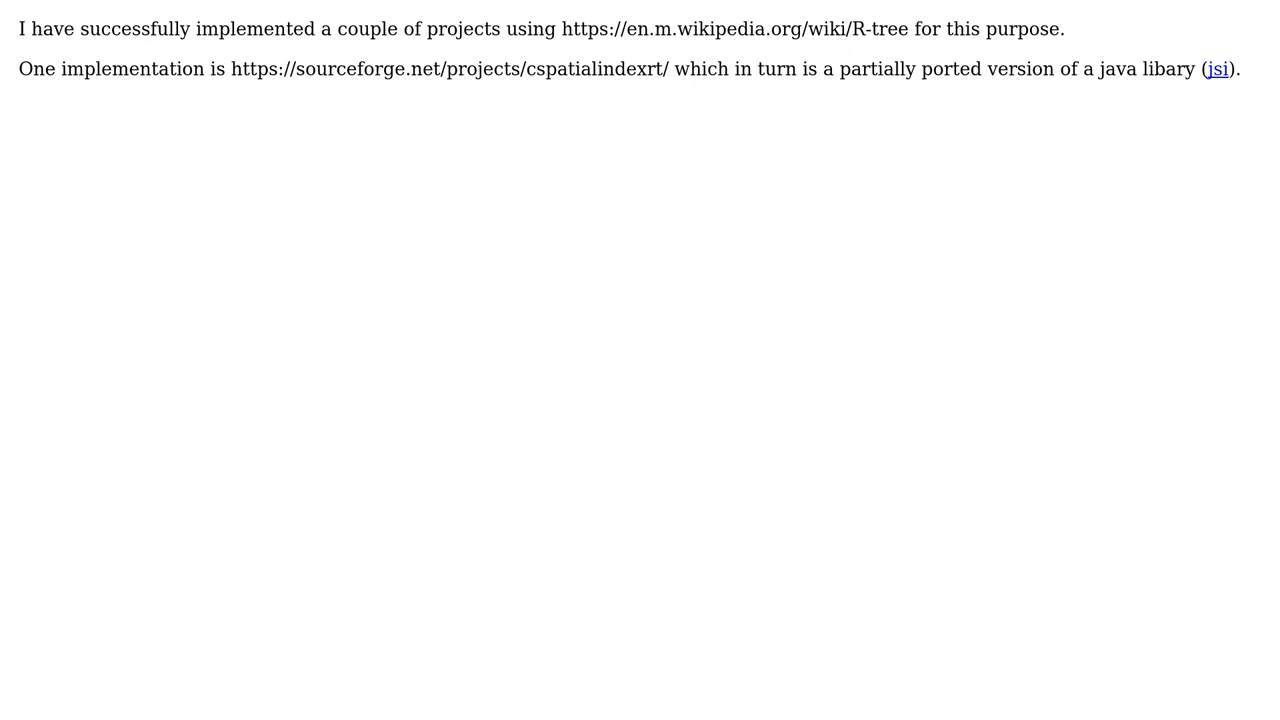 I have successfully implemented a couple of projects using https://en.m.wikipedia.org/wiki/R-tree for this purpose.
One implementation is https://sourceforge.net/projects/cspatialindexrt/ which in turn is a partially ported version of a java libary (jsi).